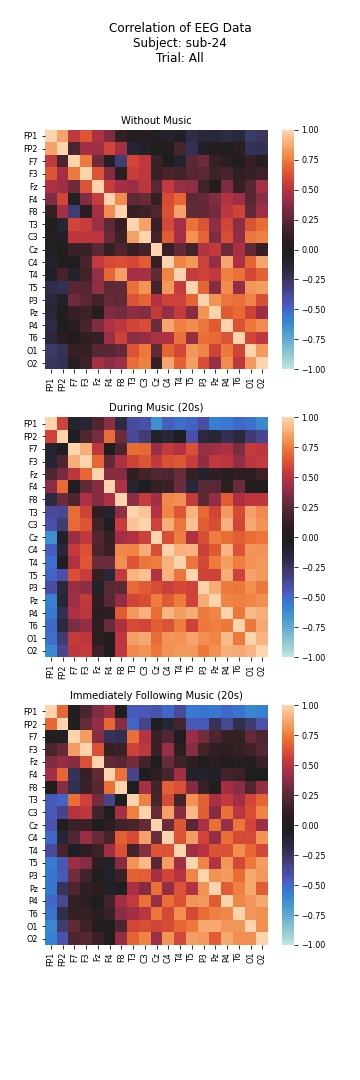 Correlation of EEG Data
Subject: sub-24
Trial: All
Without Music
FP1
FP2
F7
F3
Fz
F4
F8
T3
C3
Cz
C4
T4
T5
P3
Pz
P4
T6
O1
O2
FP1 FP2 F7 F3 Fz F4 F8 T3 C3 Cz C4 T4 T5 P3 Pz P4 T6 O1 O2
1.00
0.75
0.50
0.25
0.00
−0.25
−0.50
−0.75
−1.00
During Music (20s)
FP1
FP2
F7
F3
Fz
F4
F8
T3
C3
Cz
C4
T4
T5
P3
Pz
P4
T6
O1
O2
FP1 FP2 F7 F3 Fz F4 F8 T3 C3 Cz C4 T4 T5 P3 Pz P4 T6 O1 O2
1.00
0.75
0.50
0.25
0.00
−0.25
−0.50
−0.75
−1.00
Immediately Following Music (20s)
FP1
FP2
F7
F3
Fz
F4
F8
T3
C3
Cz
C4
T4
T5
P3
Pz
P4
T6
O1
O2
FP1 FP2 F7 F3 Fz F4 F8 T3 C3 Cz C4 T4 T5 P3 Pz P4 T6 O1 O2
1.00
0.75
0.50
0.25
0.00
−0.25
−0.50
−0.75
−1.00